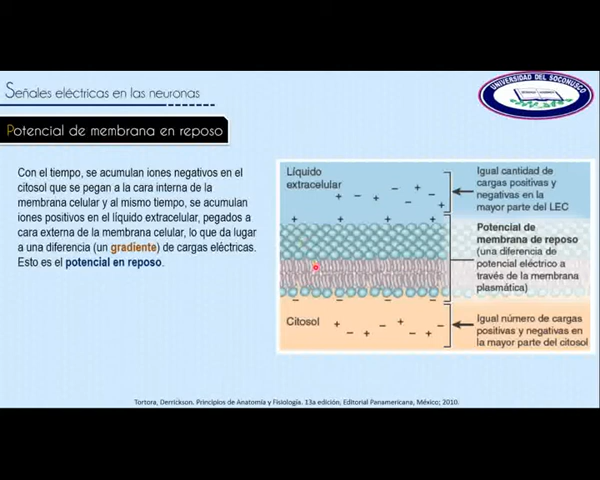 UNIVERSIDAD DEL SOCONUSCO
Señales eléctricas en las neuronas
Potencial de membrana en reposo
Con el tiempo, se acumulan iones negativos en el
citosol que se pegan a la cara interna de la
membrana celular y al mismo tiempo, se acumulan
iones positivos en el líquido extracelular, pegados a
cara externa de la membrana celular, lo que da lugar
a una diferencia (un gradiente) de cargas eléctricas.
Esto es el potencial en reposo.
Líquido
extracelular
Igual cantidad de
cargas positivas y
negativas en la
mayor parte del LEC
Potencial de
membrana de reposo
(una diferencia de
potencial eléctrico a
través de la membrana
plasmática)
Citosol
Igual número de cargas
positivas y negativas en
la mayor parte del citosol
Tortora, Derrickson. Principios de Anatomía y Fisiología. 13a edición; Editorial Panamericana, México; 2010.